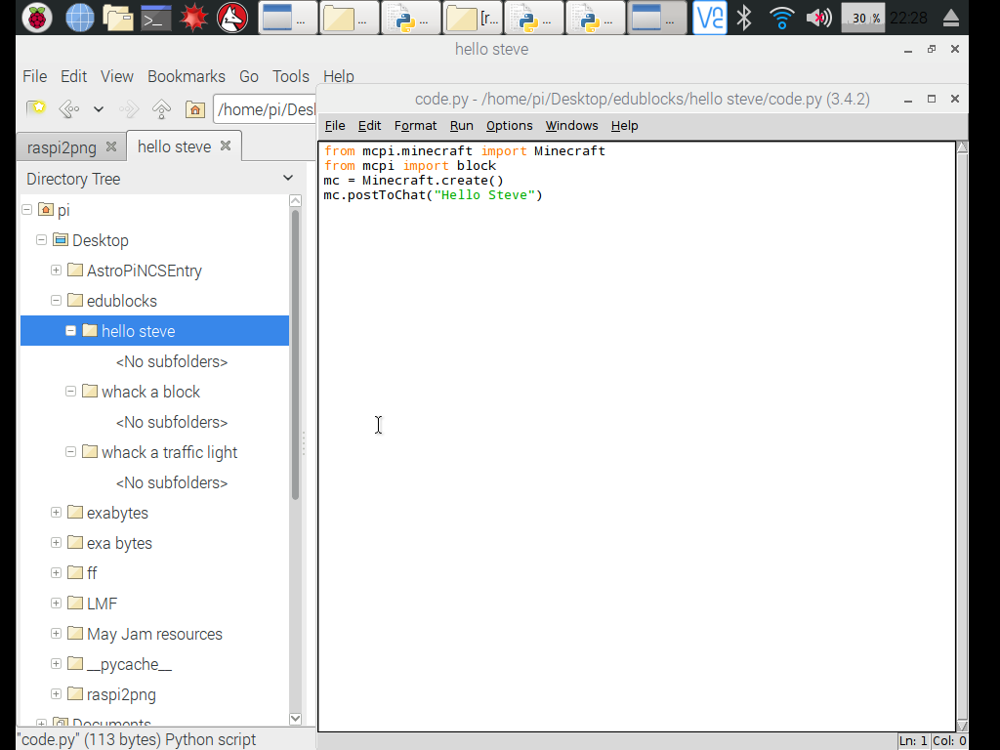 ... ... ... [r... ... ... ... 30 % 22:28
hello steve
File Edit View Bookmarks Go Tools Help
/home/pi/Des
raspi2png
hello steve
Directory Tree
pi
Desktop
AstroPiNCSEntry
edublocks
hello steve
<No subfolders>
whack a block
<No subfolders>
whack a traffic light
<No subfolders>
exabytes
exa bytes
ff
LMF
May Jam resources
__pycache__
raspi2png
Documents
"code.py" (113 bytes) Python script
code.py - /home/pi/Desktop/edublocks/hello steve/code.py (3.4.2)
File Edit Format Run Options Windows Help
from mcpi.minecraft import Minecraft
from mcpi import block
mc = Minecraft.create()
mc.postToChat("Hello Steve")
Ln: 1 Col: 0